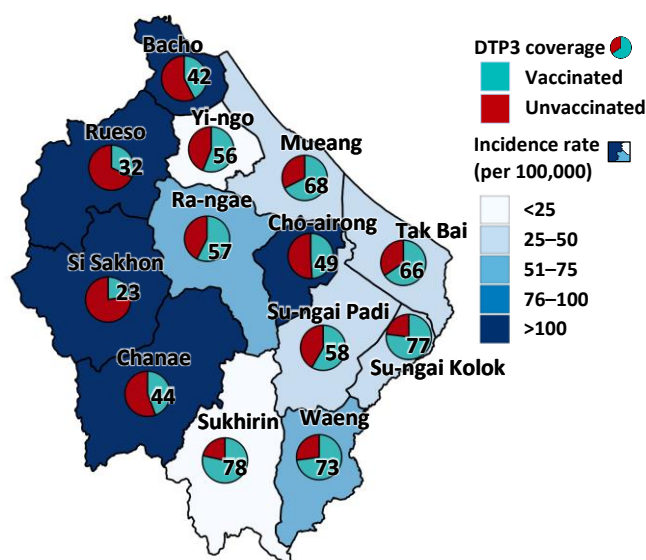 Bacho
42
Yi-ngo
56
Rueso
32
Mueang
68
Ra-ngae
57
Cho-airong
49
Tak Bai
66
Si Sakhon
23
Su-ngai Padi
58
77
Su-ngai Kolok
Chanae
44
Sukhirin
78
Waeng
73
DTP3 coverage
Vaccinated
Unvaccinated
Incidence rate
(per 100,000)
<25
25–50
51–75
76–100
>100